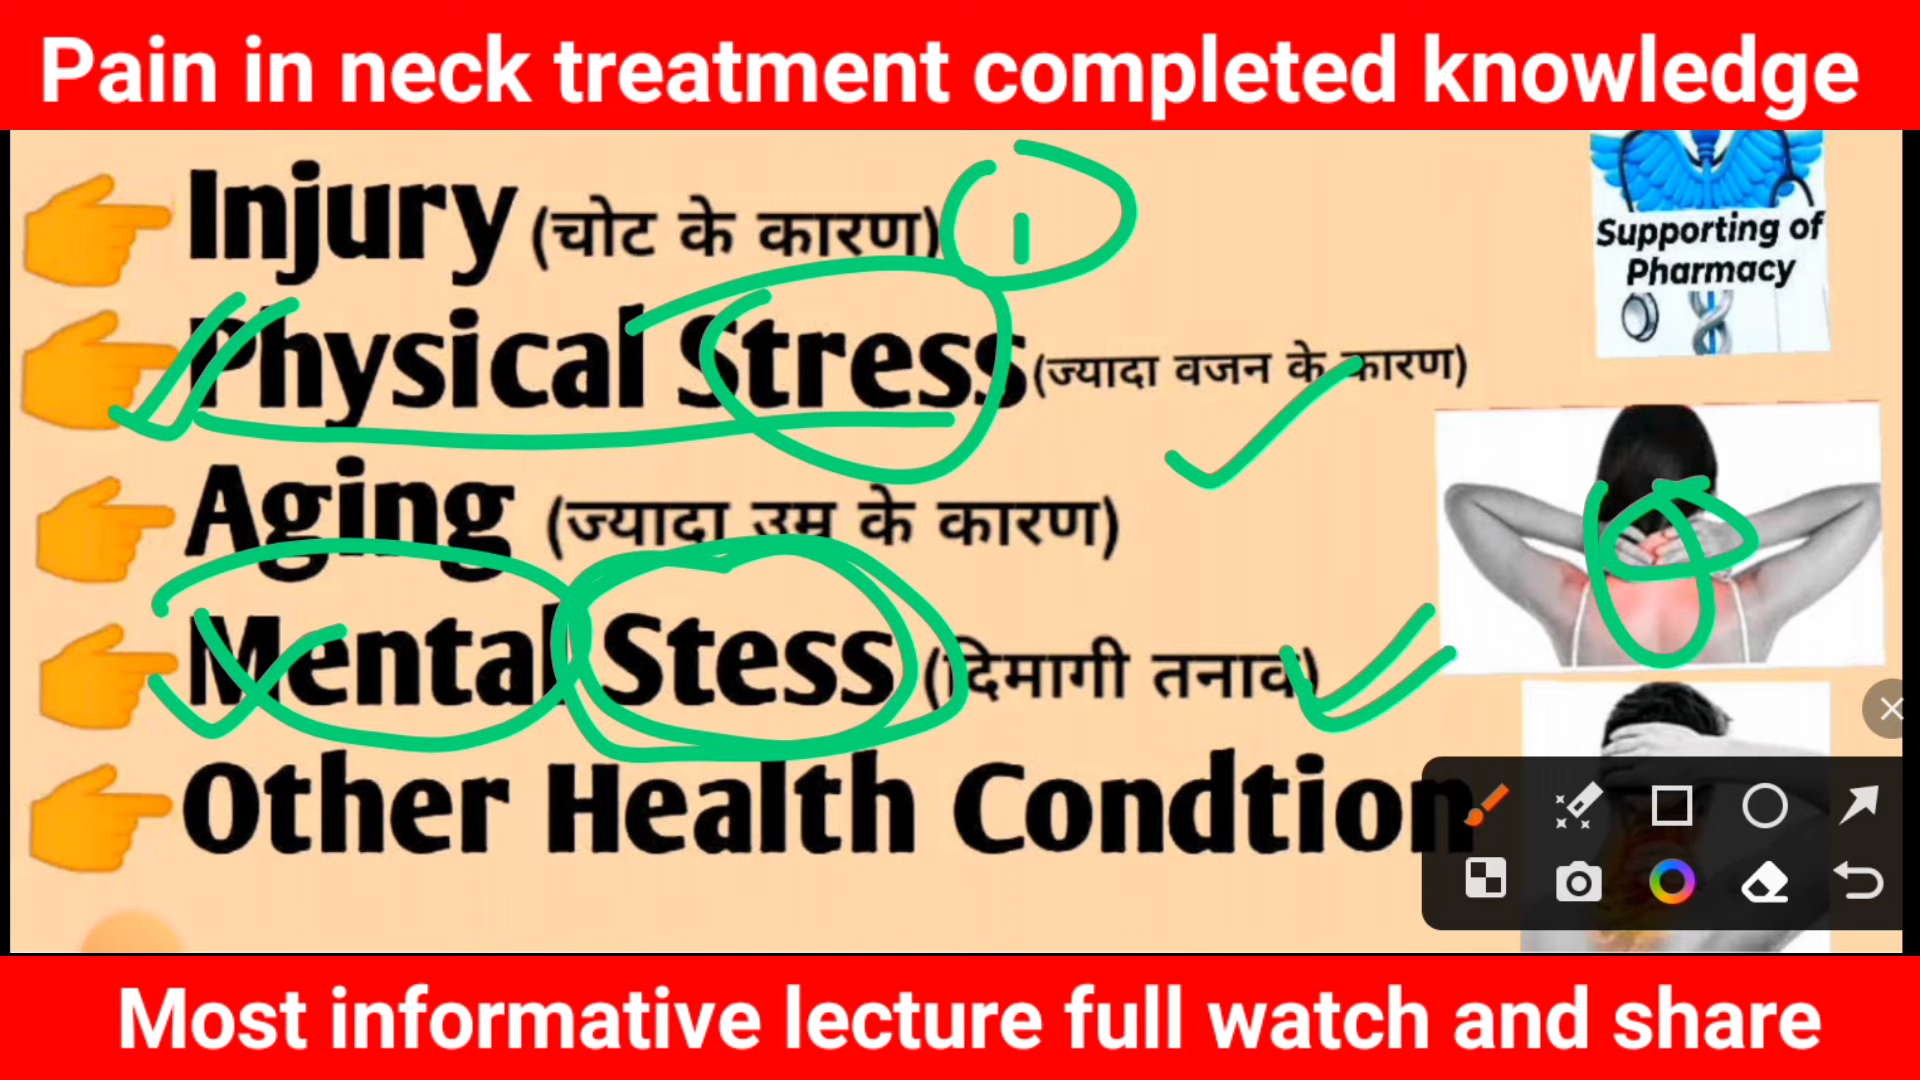 Pain in neck treatment completed knowledge
Injury (चोट के कारण) 1
Supporting of
Pharmacy
Physical Stress (ज्यादा वजन के कारण)
Aging (ज्यादा उम्र के कारण)
Mental Stess (दिमागी तनाव)
Other Health Condtion
Most informative lecture full watch and share